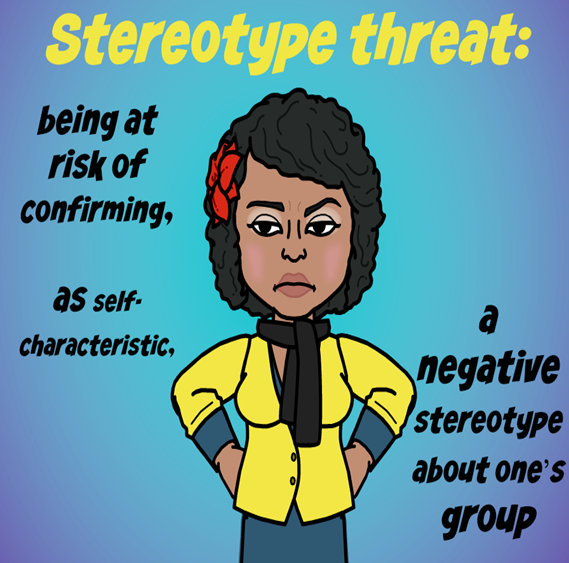 Stereotype threat:
being at
risk of
confirming,
as self-
characteristic,
a
negative
stereotype
about one's
group